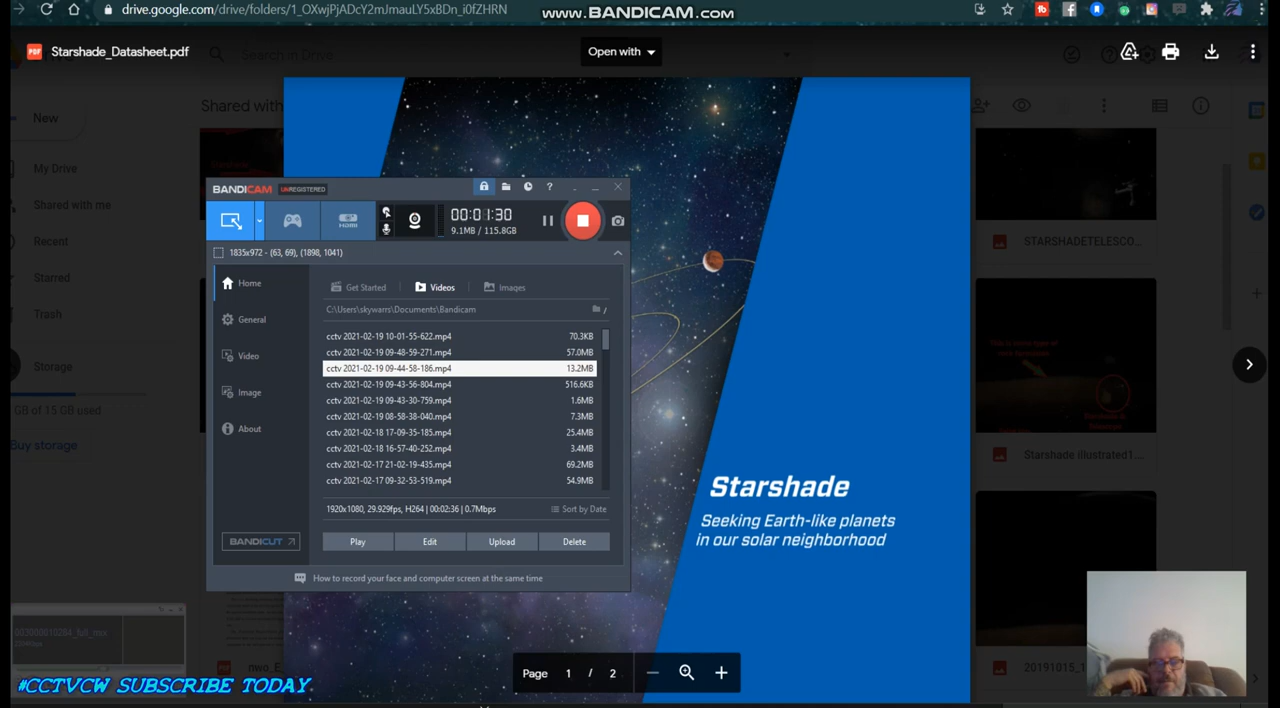 drive.google.com/drive/folders/1_OXwjPjADcY2mJmauLY5xBDn_i0fZHRN
www.BANDICAM.com
PDF
Starshade_Datasheet.pdf
Search in Drive
Open with
New
Shared with
My Drive
Shared with me
Recent
Starred
Trash
Storage
GB of 15 GB used
Buy storage
BANDICAM UNREGISTERED
HDMI
00:01:30
9.1MB / 115.8GB
1835x972 - (63, 69), (1898, 1041)
Home
General
Video
Image
About
BANDICUT
Get Started
Videos
Images
C:\Users\skywarrs\Documents\Bandicam
cctv 2021-02-19 10-01-55-622.mp4 70.3KB
cctv 2021-02-19 09-48-59-271.mp4 57.0MB
cctv 2021-02-19 09-44-58-186.mp4 13.2MB
cctv 2021-02-19 09-43-56-804.mp4 516.6KB
cctv 2021-02-19 09-43-30-759.mp4 1.6MB
cctv 2021-02-19 08-58-38-040.mp4 7.3MB
cctv 2021-02-18 17-09-35-185.mp4 25.4MB
cctv 2021-02-18 16-57-40-252.mp4 3.4MB
cctv 2021-02-17 21-02-19-435.mp4 69.2MB
cctv 2021-02-17 09-32-53-519.mp4 54.9MB
1920x1080, 29.929fps, H264 | 00:02:36 | 0.7Mbps
Sort by Date
Play
Edit
Upload
Delete
How to record your face and computer screen at the same time
Starshade
Seeking Earth-like planets
in our solar neighborhood
STARSHADETELESCO...
Starshade illustrated1....
Page 1 / 2
#CCTVCW SUBSCRIBE TODAY